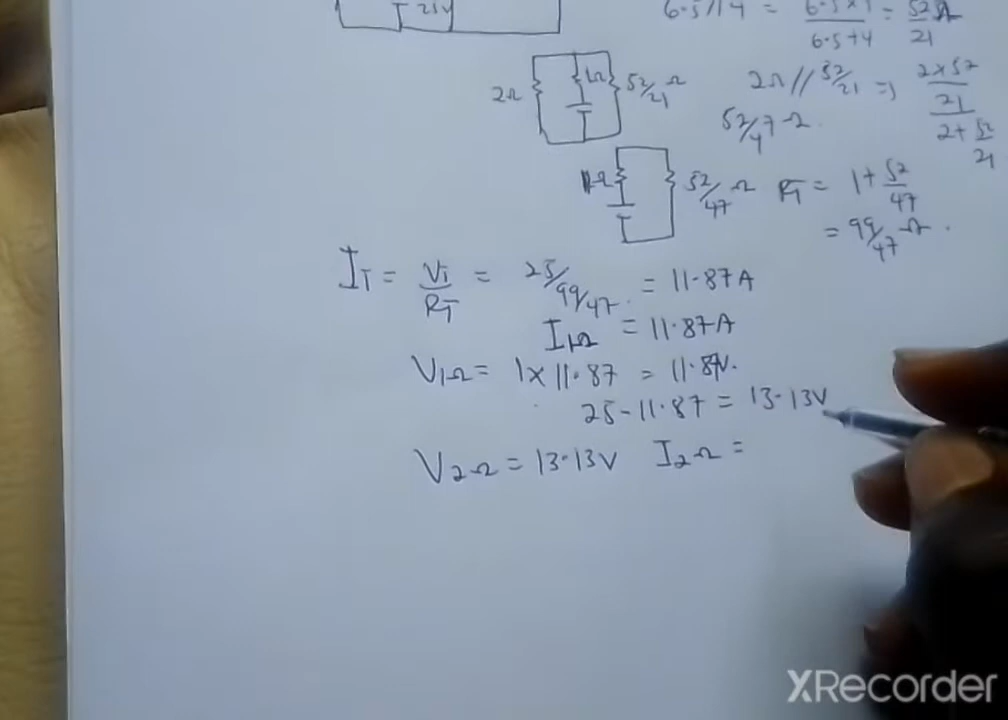 25V
6.5//4 = 6.5×4/6.5+4 = 52/21 Ω
2Ω 1Ω 52/21 Ω 2Ω // 52/21 => 2×52/21 / 2+52/21
52/47 Ω
1Ω 52/47 Ω RT = 1+52/47
= 99/47 Ω.
IT = VT/RT = 25/99/47 = 11.87A
I1Ω = 11.87A
V1Ω = 1 × 11.87 = 11.87V.
25-11.87 = 13.13V
V2Ω = 13.13V I2Ω =
XRecorder